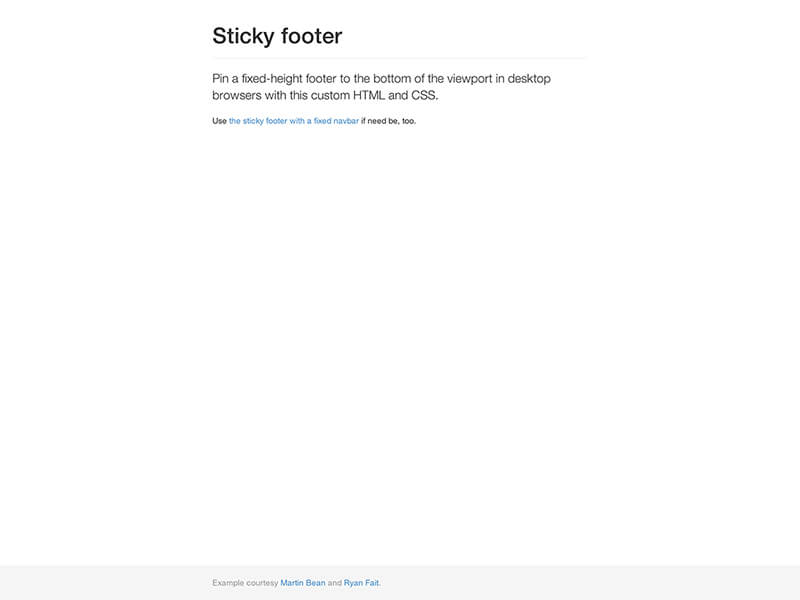 Sticky footer
Pin a fixed-height footer to the bottom of the viewport in desktop
browsers with this custom HTML and CSS.
Use the sticky footer with a fixed navbar if need be, too.
Example courtesy Martin Bean and Ryan Fait.